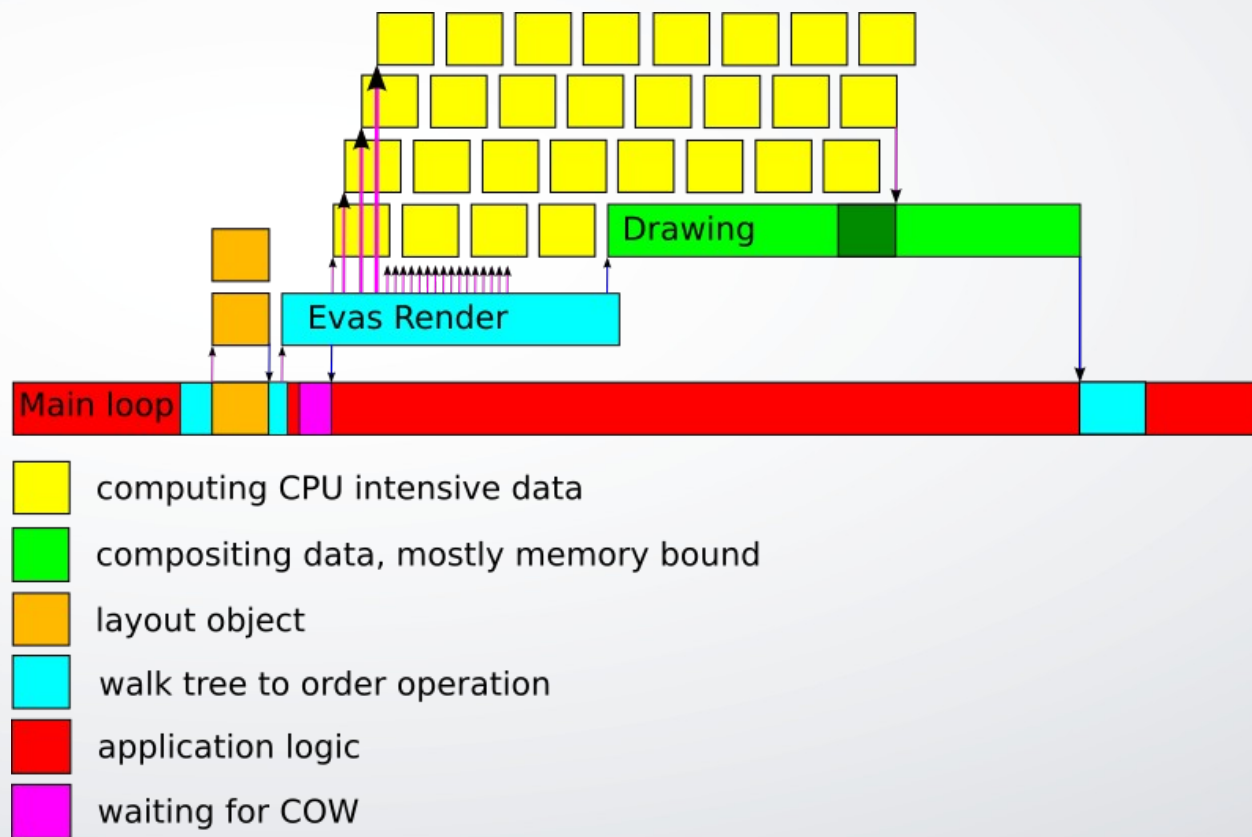 Drawing
Evas Render
Main loop
computing CPU intensive data
compositing data, mostly memory bound
layout object
walk tree to order operation
application logic
waiting for COW